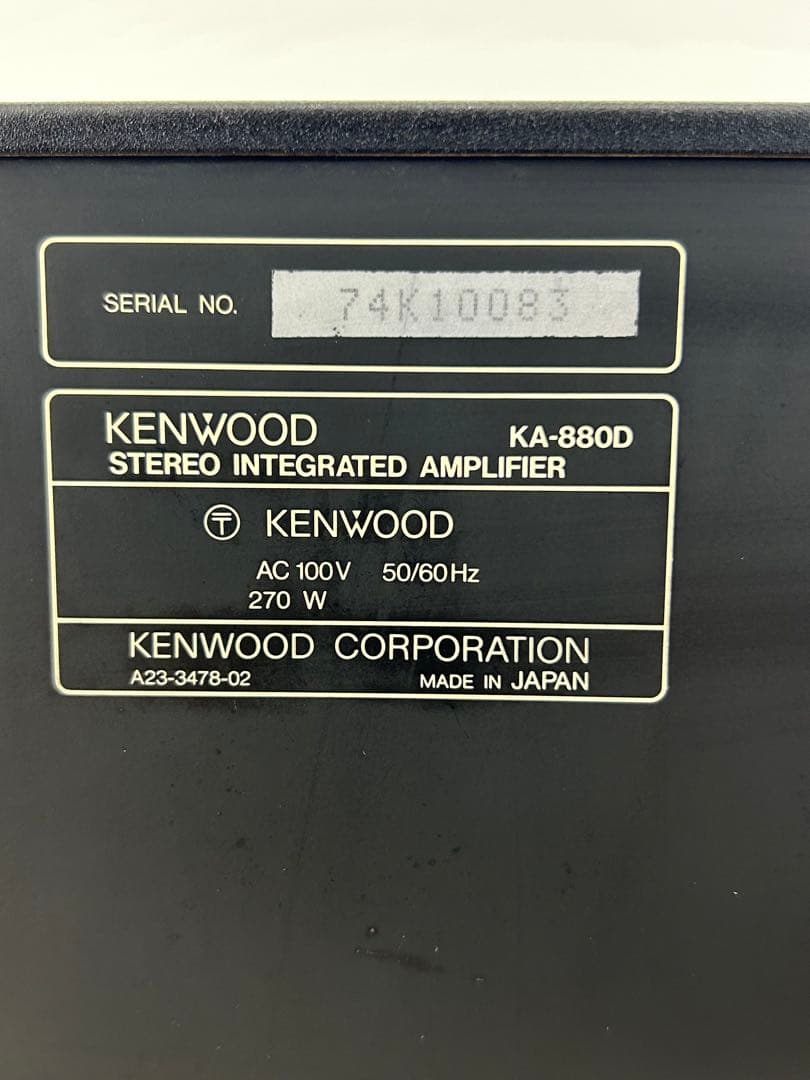 SERIAL NO. 74K10083
KENWOOD KA-880D
STEREO INTEGRATED AMPLIFIER
〒 KENWOOD
AC 100V 50/60Hz
270 W
KENWOOD CORPORATION
A23-3478-02 MADE IN JAPAN